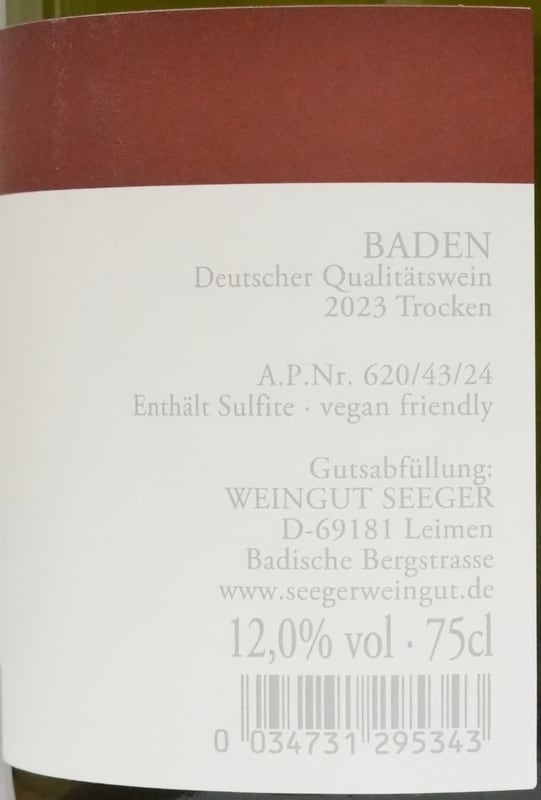 BADEN
Deutscher Qualitätswein
2023 Trocken
A.P.Nr. 620/43/24
Enthält Sulfite · vegan friendly
Gutsabfüllung:
WEINGUT SEEGER
D-69181 Leimen
Badische Bergstrasse
www.seegerweingut.de
12,0% vol · 75cl
0 034731 295343